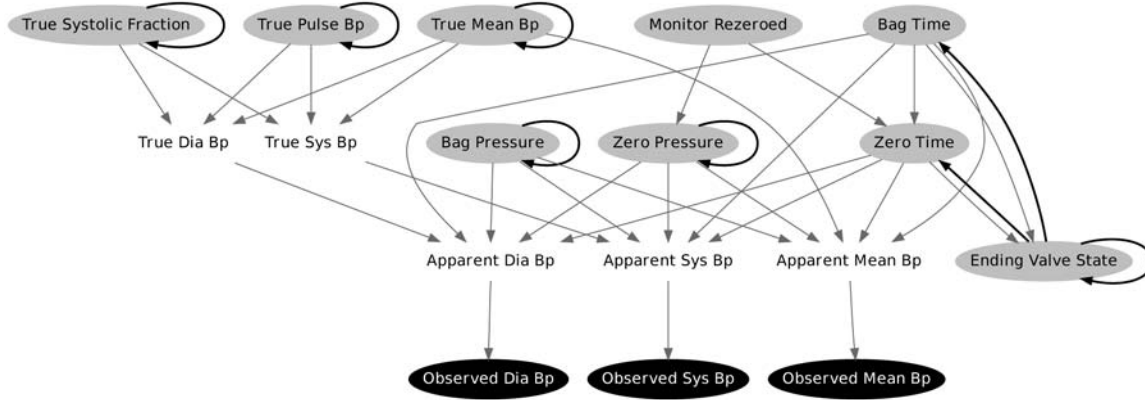 True Systolic Fraction
True Pulse Bp
True Mean Bp
Monitor Rezeroed
Bag Time
True Dia Bp
True Sys Bp
Bag Pressure
Zero Pressure
Zero Time
Apparent Dia Bp
Apparent Sys Bp
Apparent Mean Bp
Ending Valve State
Observed Dia Bp
Observed Sys Bp
Observed Mean Bp